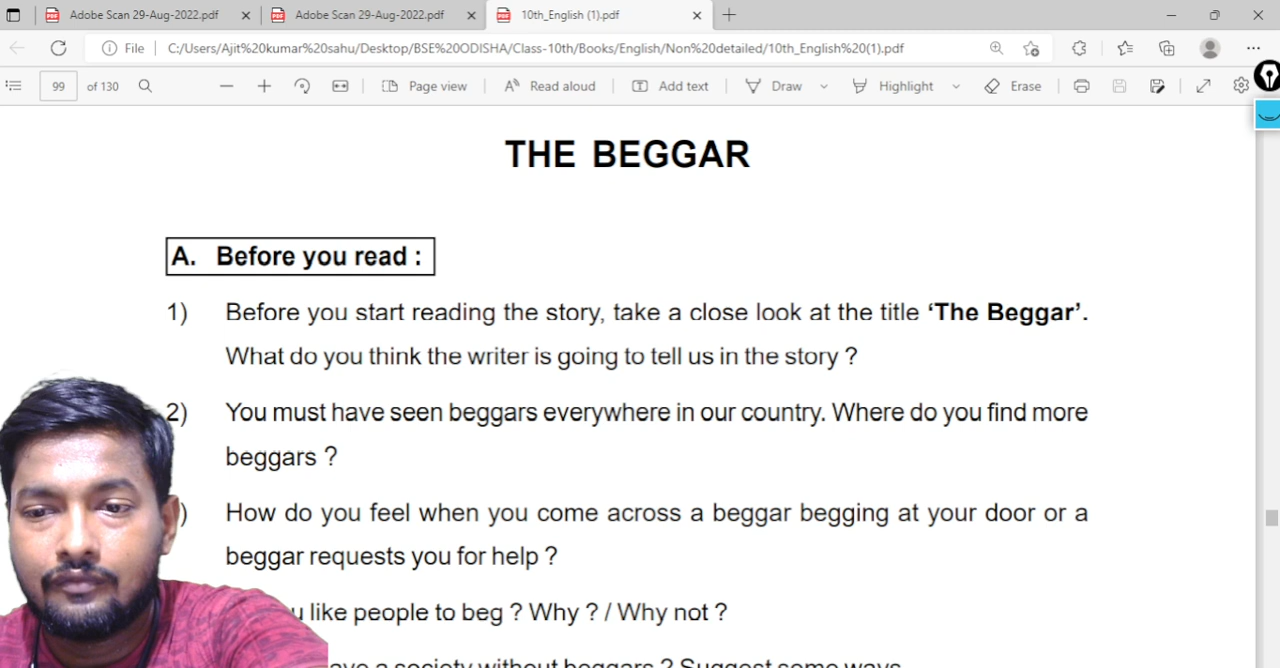 Adobe Scan 29-Aug-2022.pdf Adobe Scan 29-Aug-2022.pdf 10th_English (1).pdf
File C:/Users/Ajit%20kumar%20sahu/Desktop/BSE%20ODISHA/Class-10th/Books/English/Non%20detailed/10th_English%20(1).pdf
99 of 130 Page view Read aloud Add text Draw Highlight Erase
THE BEGGAR
A. Before you read :
1) Before you start reading the story, take a close look at the title ‘The Beggar’.
What do you think the writer is going to tell us in the story ?
2) You must have seen beggars everywhere in our country. Where do you find more
beggars ?
) How do you feel when you come across a beggar begging at your door or a
beggar requests you for help ?
u like people to beg ? Why ? / Why not ?
a society without beggars ? Suggest some ways